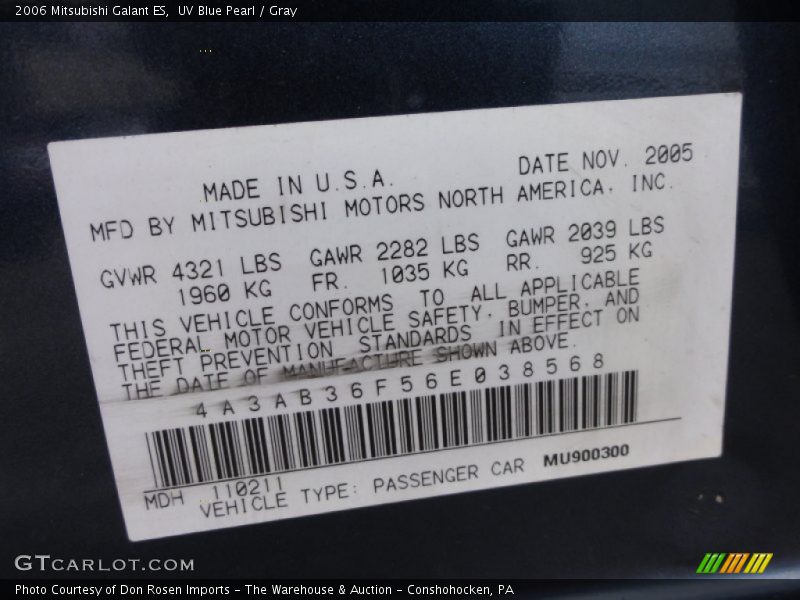 2006 Mitsubishi Galant ES,  UV Blue Pearl / Gray
MADE IN U.S.A. DATE NOV. 2005
MFD BY MITSUBISHI MOTORS NORTH AMERICA, INC.
GVWR 4321 LBS GAWR 2282 LBS GAWR 2039 LBS
1960 KG FR. 1035 KG RR. 925 KG
THIS VEHICLE CONFORMS TO ALL APPLICABLE
FEDERAL MOTOR VEHICLE SAFETY, BUMPER, AND
THEFT PREVENTION STANDARDS IN EFFECT ON
THE DATE OF MANUFACTURE SHOWN ABOVE.
4A3AB36F56E038568
MDH 110211
VEHICLE TYPE: PASSENGER CAR MU900300
GTCARLOT.COM
Photo Courtesy of Don Rosen Imports - The Warehouse & Auction - Conshohocken, PA